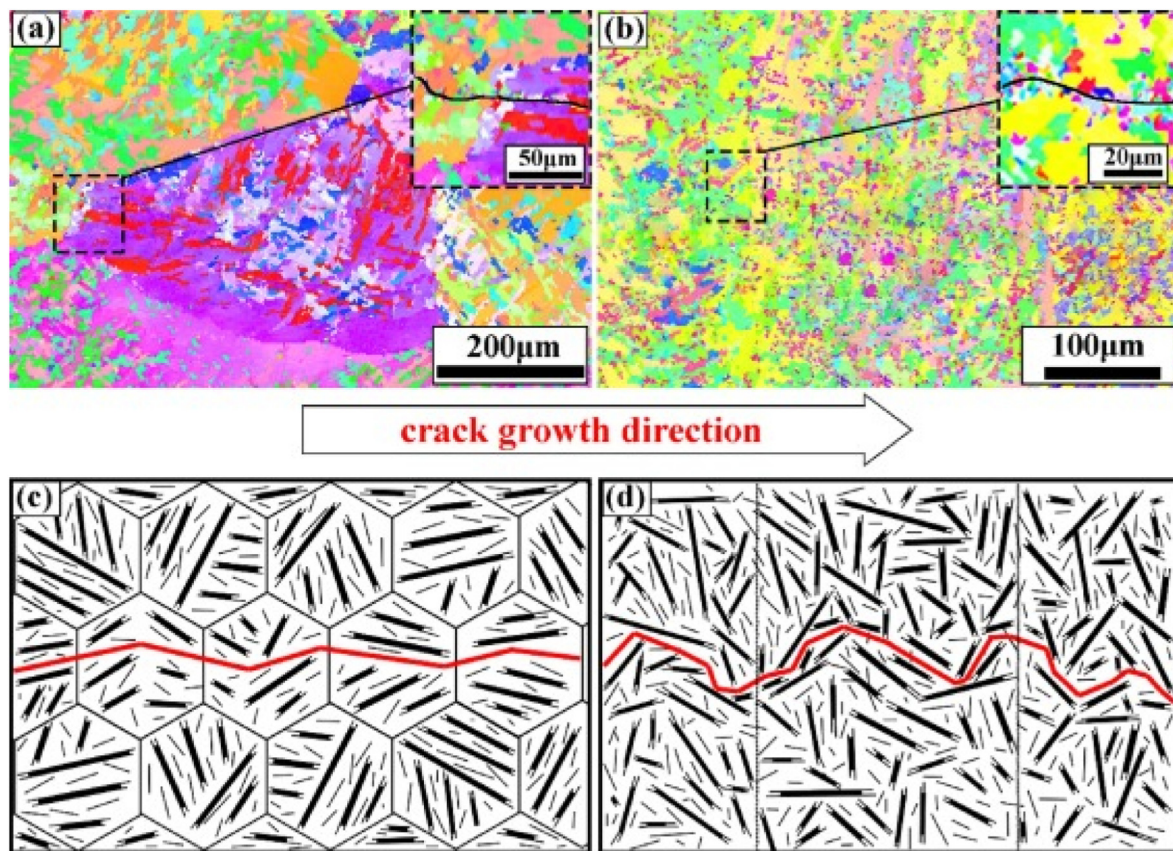 (a)
50μm
200μm
(b)
20μm
100μm
crack growth direction
(c)
(d)